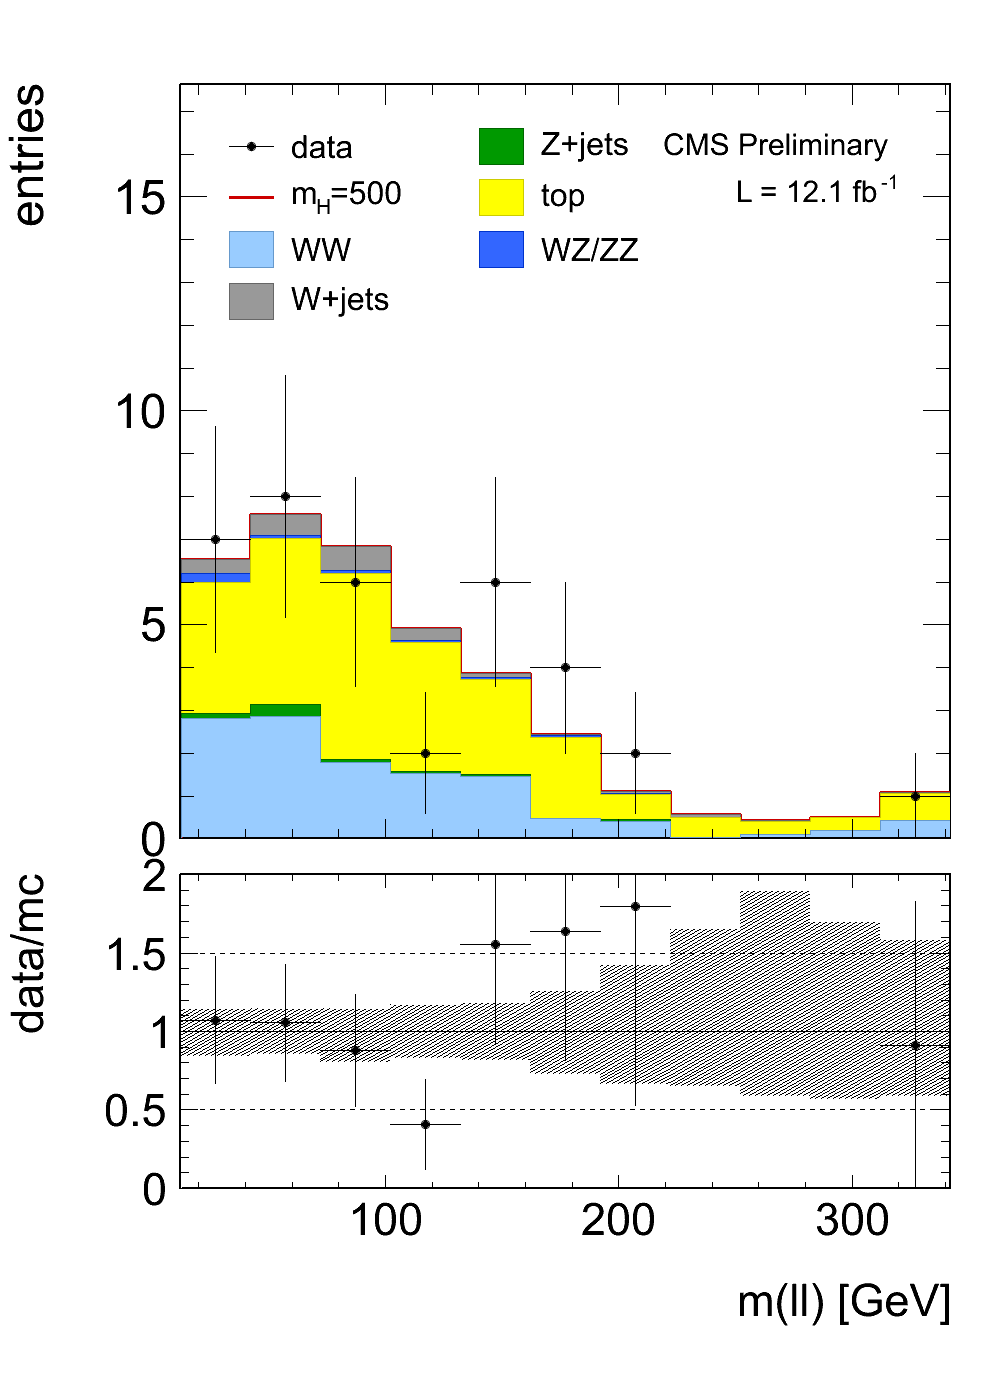 entries
15
10
5
0
data
m_H=500
WW
W+jets
Z+jets
top
WZ/ZZ
CMS Preliminary
L = 12.1 fb⁻¹
data/mc
2
1.5
1
0.5
0
100 200 300
m(ll) [GeV]